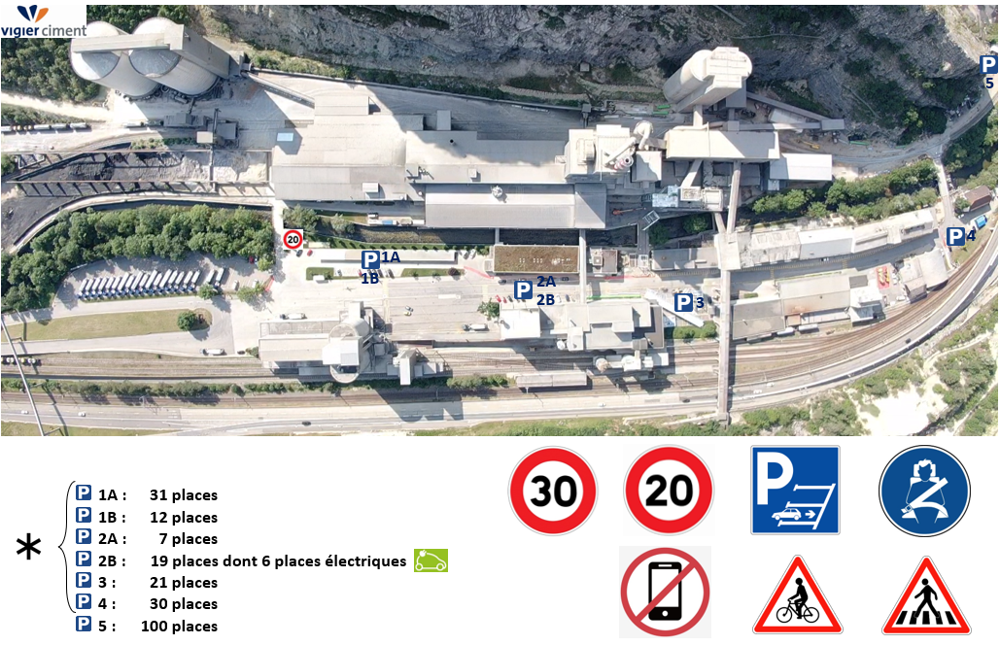 vigier ciment
P
5
20
P 4
P 1A
1B
P 2A
2B
P 3
P 1A : 31 places
P 1B : 12 places
P 2A : 7 places
P 2B : 19 places dont 6 places électriques
P 3 : 21 places
P 4 : 30 places
P 5 : 100 places
*
30
20
P